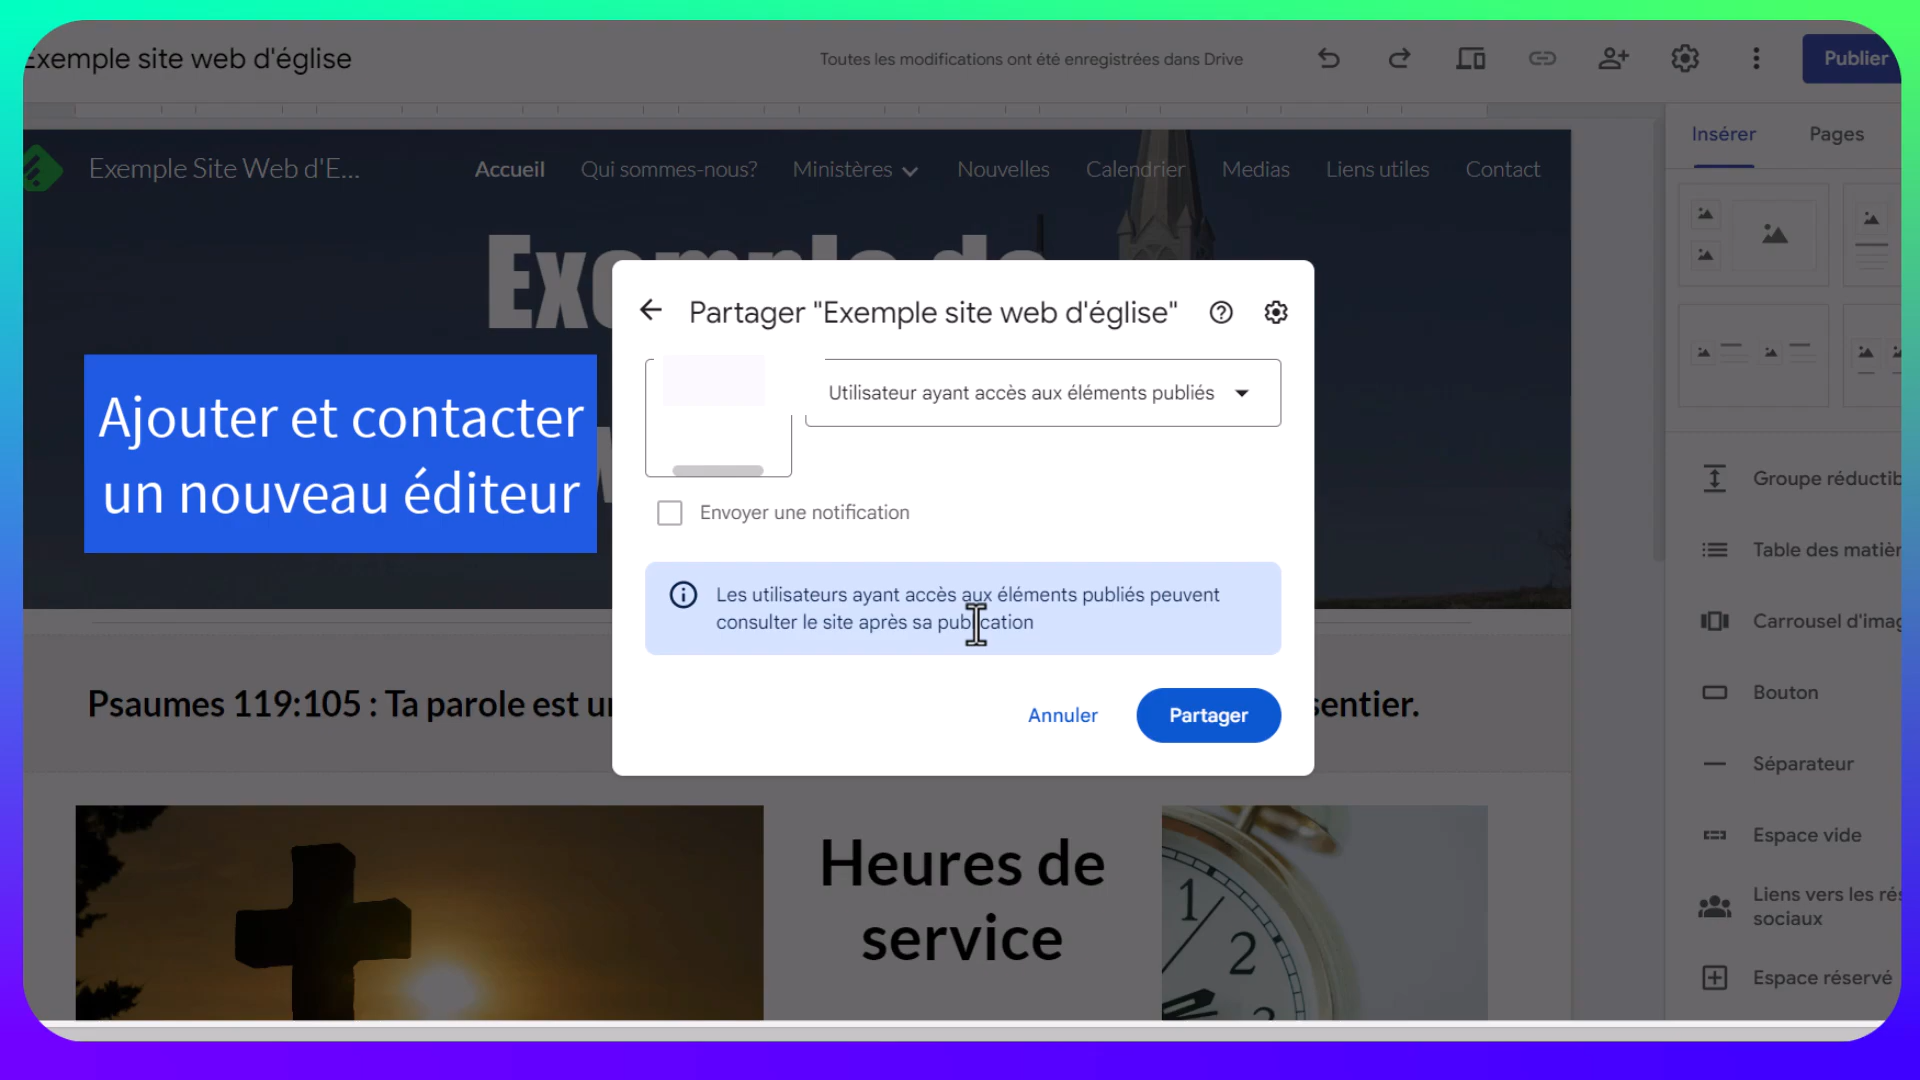 Exemple site web d'église
Toutes les modifications ont été enregistrées dans Drive
Publier
Insérer
Pages
Exemple Site Web d'E...
Accueil
Qui sommes-nous?
Ministères
Nouvelles
Calendrier
Medias
Liens utiles
Contact
Partager "Exemple site web d'église"
Utilisateur ayant accès aux éléments publiés
Ajouter et contacter
un nouveau éditeur
Envoyer une notification
Les utilisateurs ayant accès aux éléments publiés peuvent
consulter le site après sa publication
Annuler
Partager
Groupe réductib
Table des matièr
Carrousel d'imag
Bouton
Séparateur
Espace vide
Liens vers les rés
sociaux
Espace réservé
Psaumes 119:105 : Ta parole est
sentier.
Heures de
service
1
2